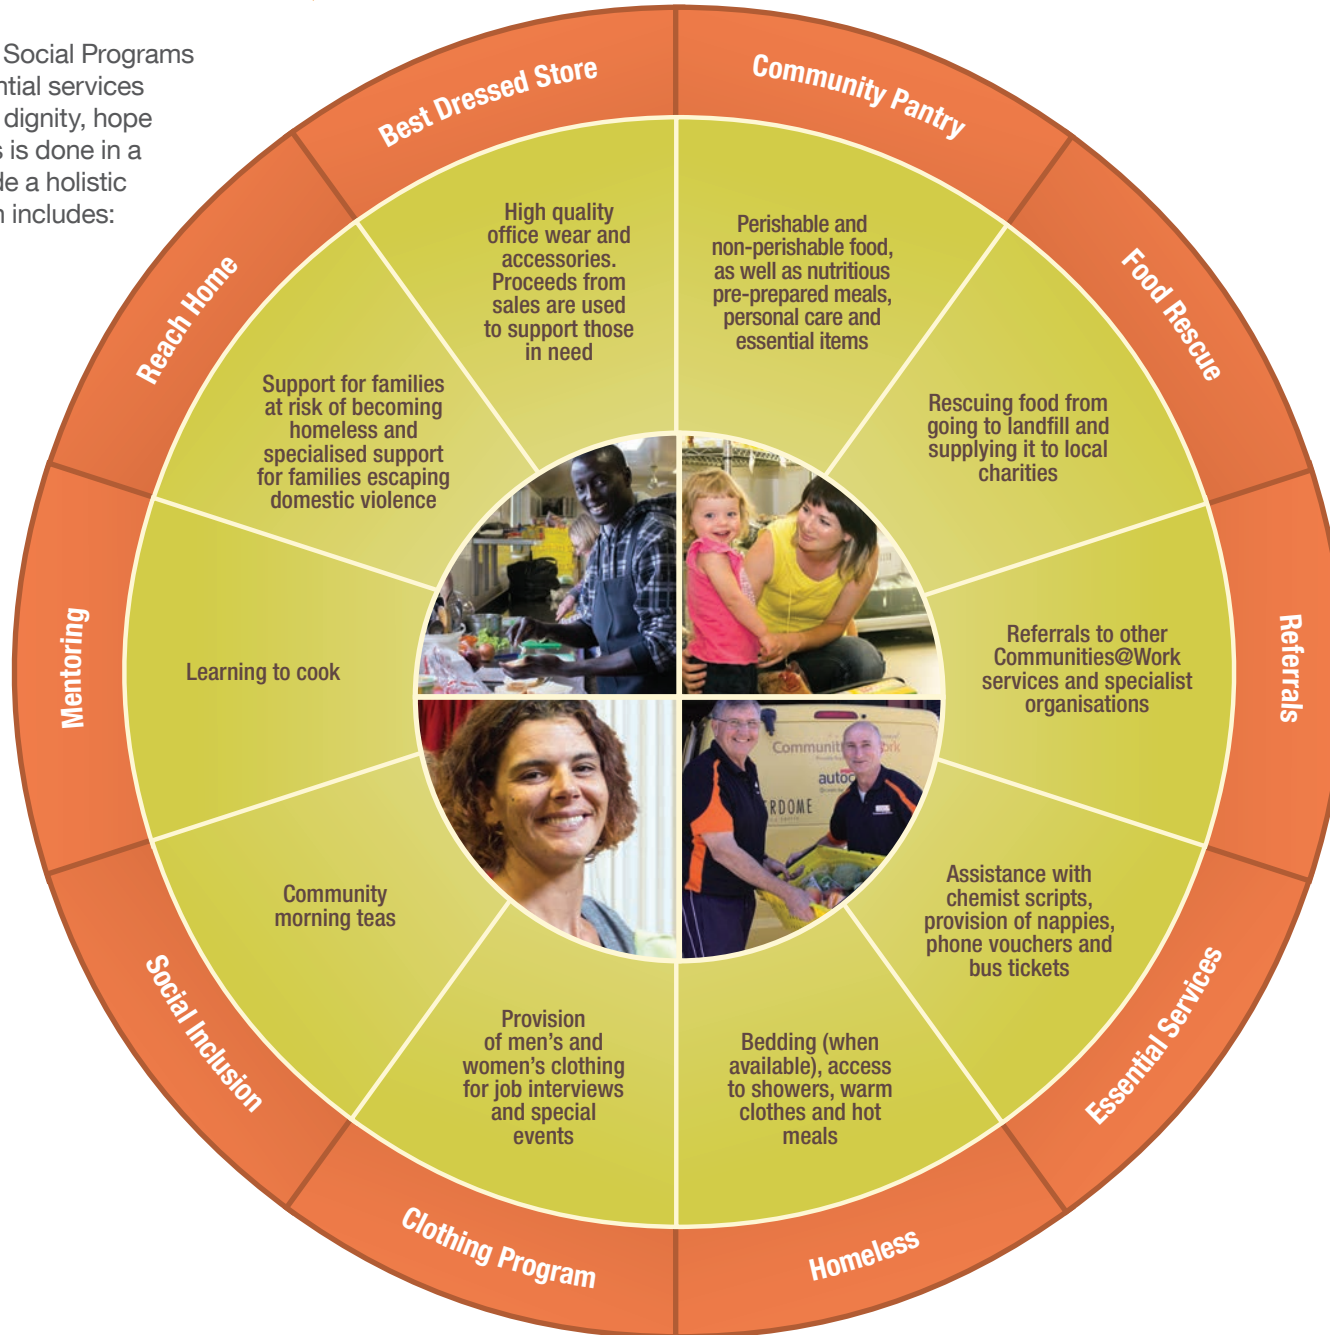 Social Programs
services
dignity, hope
is done in a
a holistic
includes:
Best Dressed Store
High quality
office wear and
accessories.
Proceeds from
sales are used
to support those
in need
Community Pantry
Perishable and
non-perishable food,
as well as nutritious
pre-prepared meals,
personal care and
essential items
Food Rescue
Rescuing food from
going to landfill and
supplying it to local
charities
Referrals
Referrals to other
Communities@Work
services and specialist
organisations
Essential Services
Assistance with
chemist scripts,
provision of nappies,
phone vouchers and
bus tickets
Homeless
Bedding (when
available), access
to showers, warm
clothes and hot
meals
Clothing Program
Provision
of men’s and
women’s clothing
for job interviews
and special
events
Social Inclusion
Community
morning teas
Mentoring
Learning to cook
Reach Home
Support for families
at risk of becoming
homeless and
specialised support
for families escaping
domestic violence